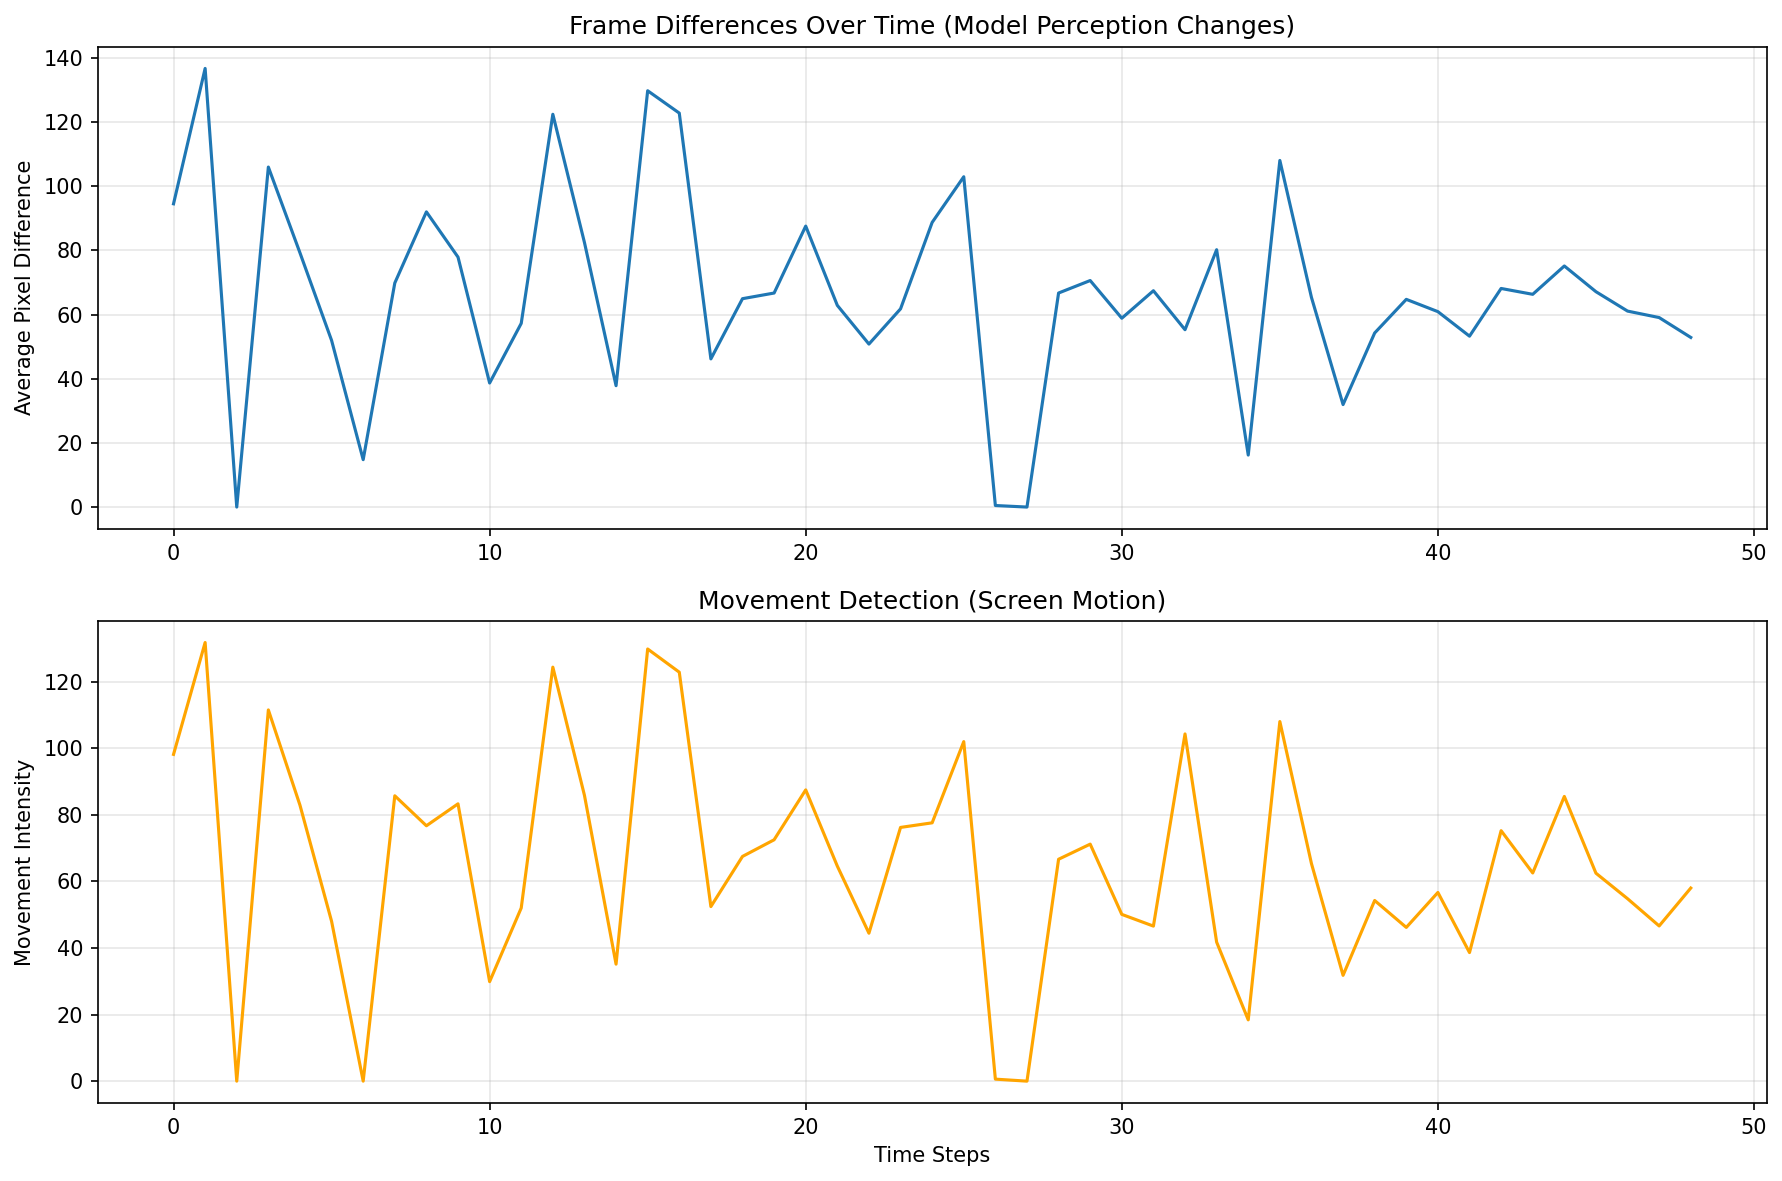 Frame Differences Over Time (Model Perception Changes)
Average Pixel Difference
140
120
100
80
60
40
20
0
0 10 20 30 40 50
Movement Detection (Screen Motion)
Movement Intensity
120
100
80
60
40
20
0
0 10 20 30 40 50
Time Steps